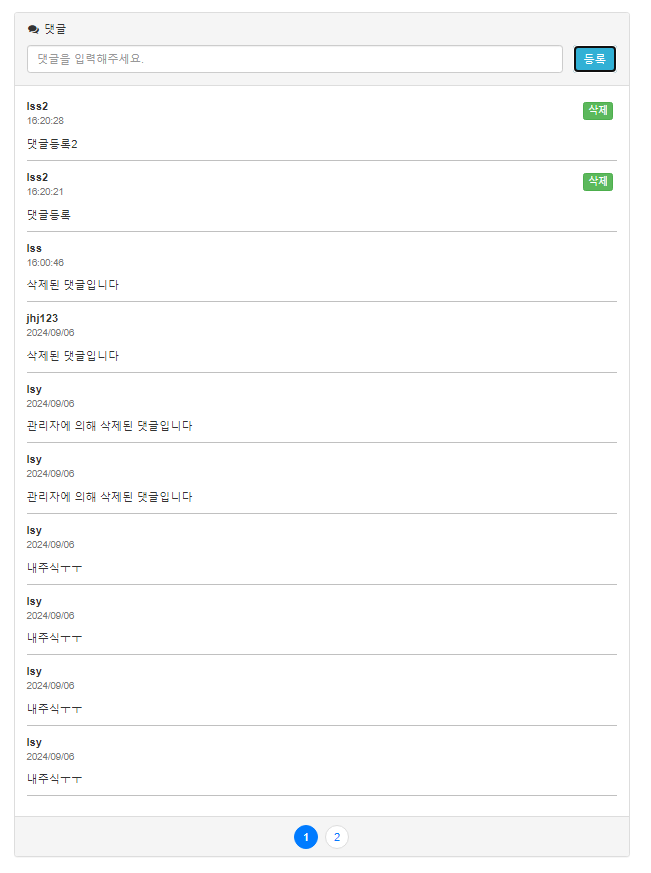 댓글
댓글을 입력해주세요.
등록
lss2
삭제
16:20:28
댓글등록2
lss2
삭제
16:20:21
댓글등록
lss
16:00:46
삭제된 댓글입니다
jhj123
2024/09/06
삭제된 댓글입니다
lsy
2024/09/06
관리자에 의해 삭제된 댓글입니다
lsy
2024/09/06
관리자에 의해 삭제된 댓글입니다
lsy
2024/09/06
내주식ㅜㅜ
lsy
2024/09/06
내주식ㅜㅜ
lsy
2024/09/06
내주식ㅜㅜ
lsy
2024/09/06
내주식ㅜㅜ
1 2